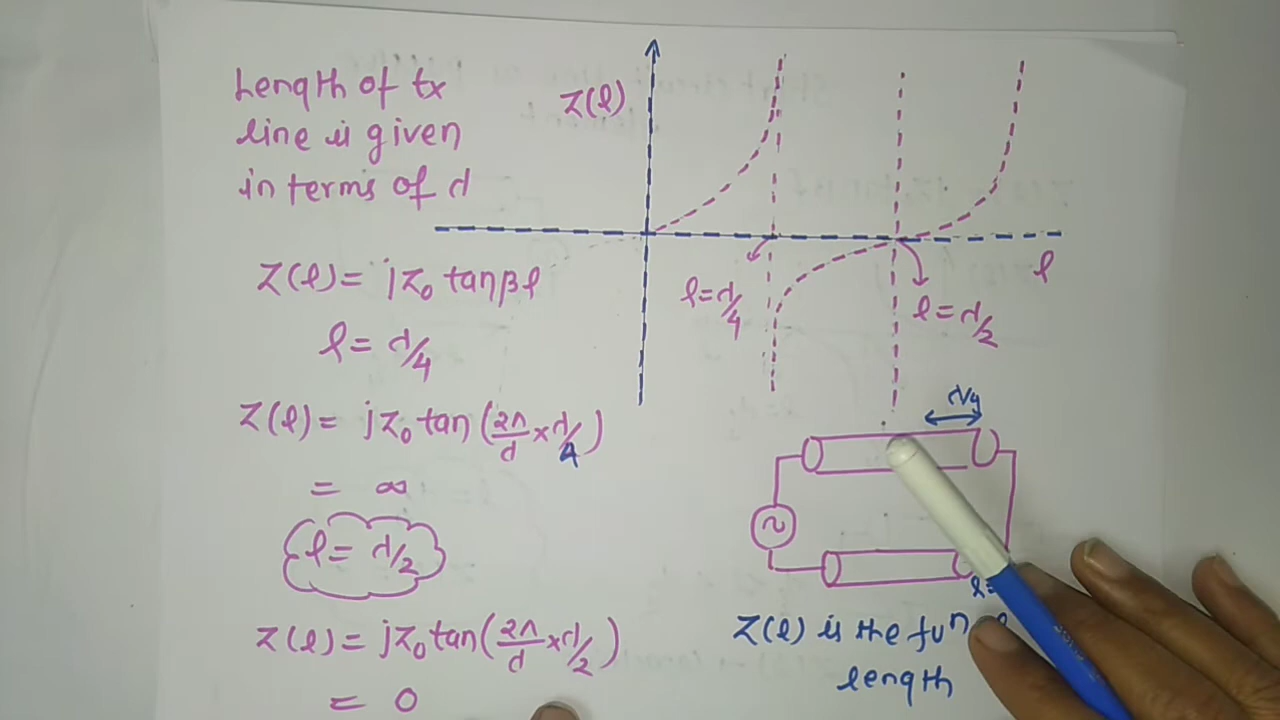 Length of tx
line is given
in terms of λ
Z(l) = jZ₀ tanβl
l = λ/4
Z(l) = jZ₀ tan(2π/λ × λ/4)
= ∞
l = λ/2
Z(l) = jZ₀ tan(2π/λ × λ/2)
= 0
Z(l)
l = λ/4
l = λ/2
l
λ/4
~
Z(l) is the fuⁿ
length